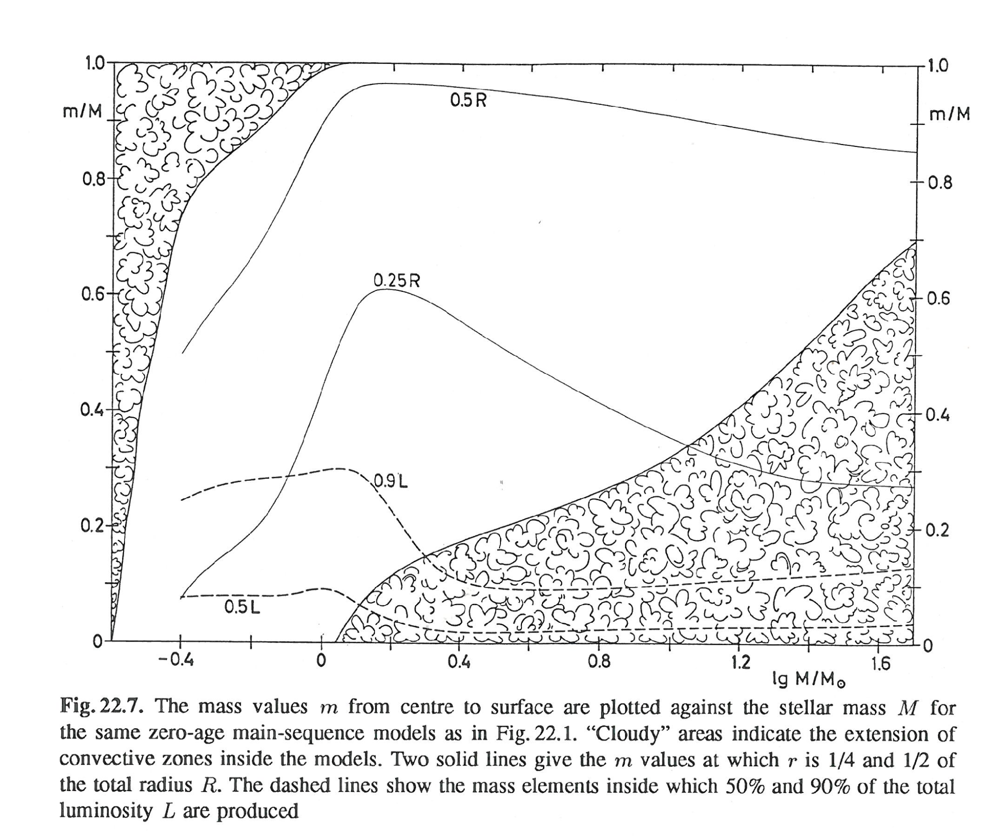 1.0
1.0
m/M
0.5R
m/M
0.8
0.8
0.25R
0.6
0.6
0.4
0.4
0.9L
0.2
0.2
0.5L
0
0
−0.4
0
0.4
0.8
1.2
1.6
lg M/M⊙
Fig. 22.7. The mass values m from centre to surface are plotted against the stellar mass M for
the same zero-age main-sequence models as in Fig. 22.1. “Cloudy” areas indicate the extension of
convective zones inside the models. Two solid lines give the m values at which r is 1/4 and 1/2 of
the total radius R. The dashed lines show the mass elements inside which 50% and 90% of the total
luminosity L are produced